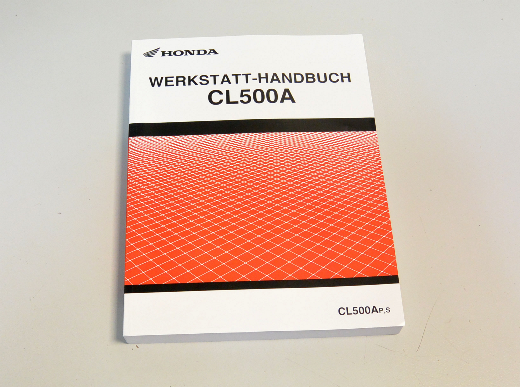 HONDA
WERKSTATT-HANDBUCH
CL500A
CL500AP,S